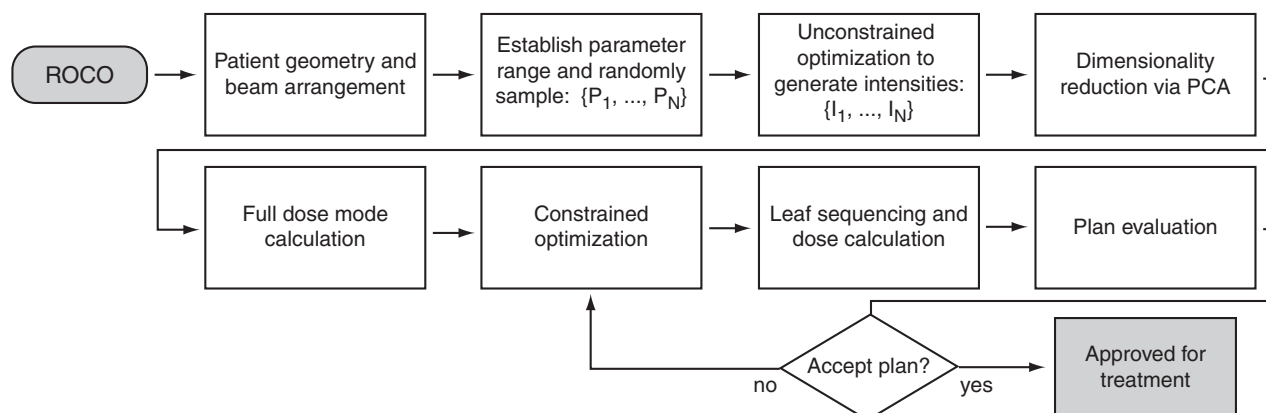 ROCO
Patient geometry and
beam arrangement
Establish parameter
range and randomly
sample: {P1, ..., PN}
Unconstrained
optimization to
generate intensities:
{I1, ..., IN}
Dimensionality
reduction via PCA
Full dose mode
calculation
Constrained
optimization
Leaf sequencing and
dose calculation
Plan evaluation
Accept plan?
no
yes
Approved for
treatment